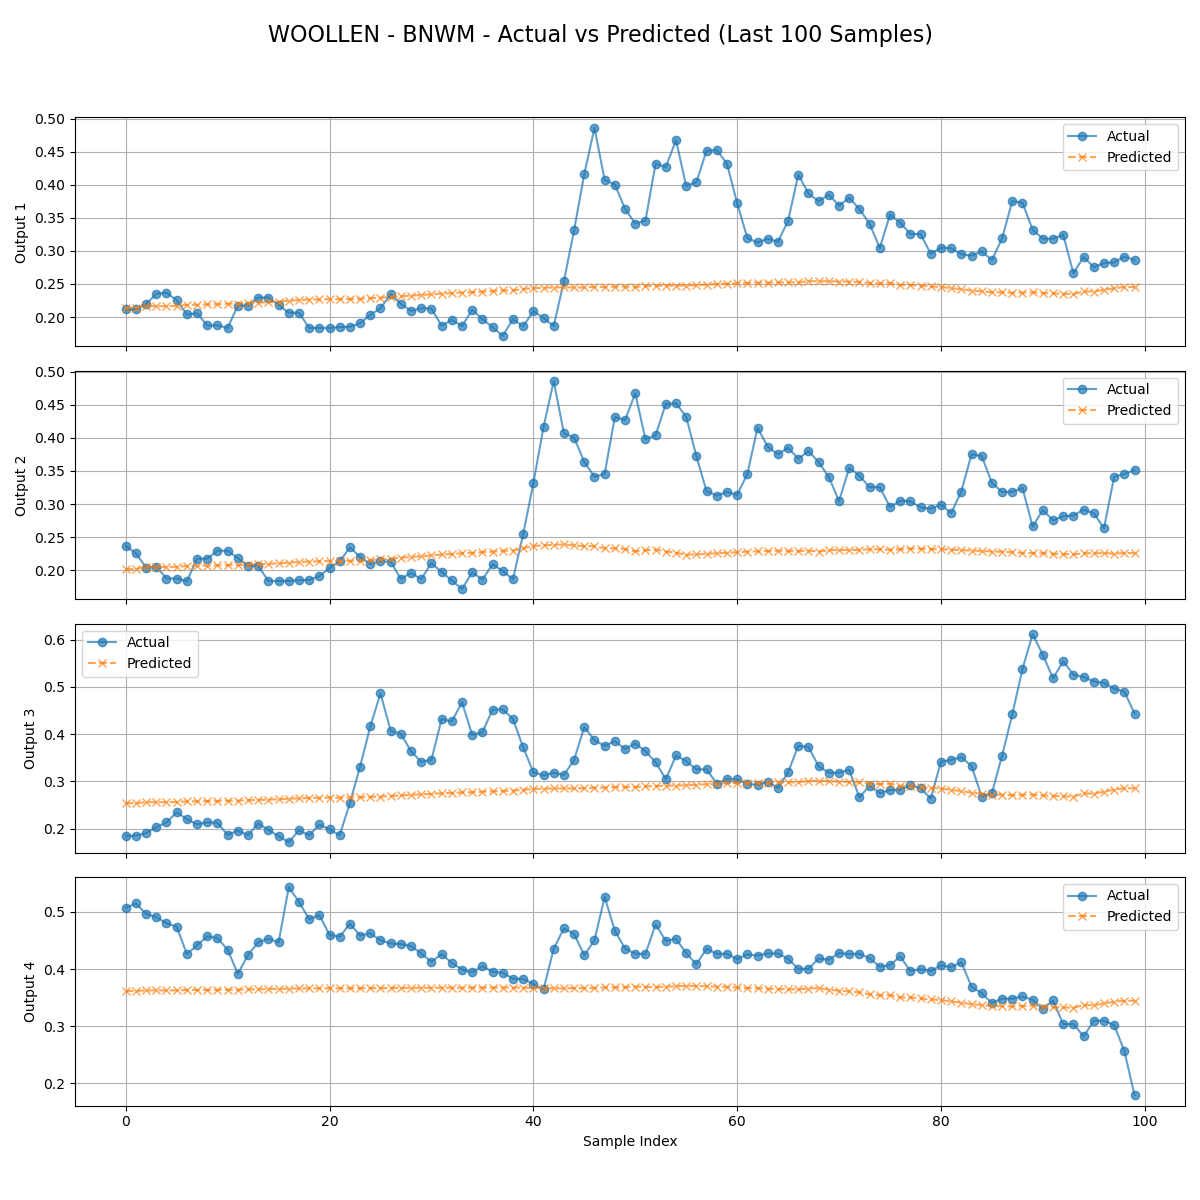 WOOLLEN - BNWM - Actual vs Predicted (Last 100 Samples)
0.50
0.45
0.40
0.35
0.30
0.25
0.20
Output 1
Actual
Predicted
0.50
0.45
0.40
0.35
0.30
0.25
0.20
Output 2
Actual
Predicted
0.6
0.5
0.4
0.3
0.2
Output 3
Actual
Predicted
0.5
0.4
0.3
0.2
Output 4
Actual
Predicted
0 20 40 60 80 100
Sample Index